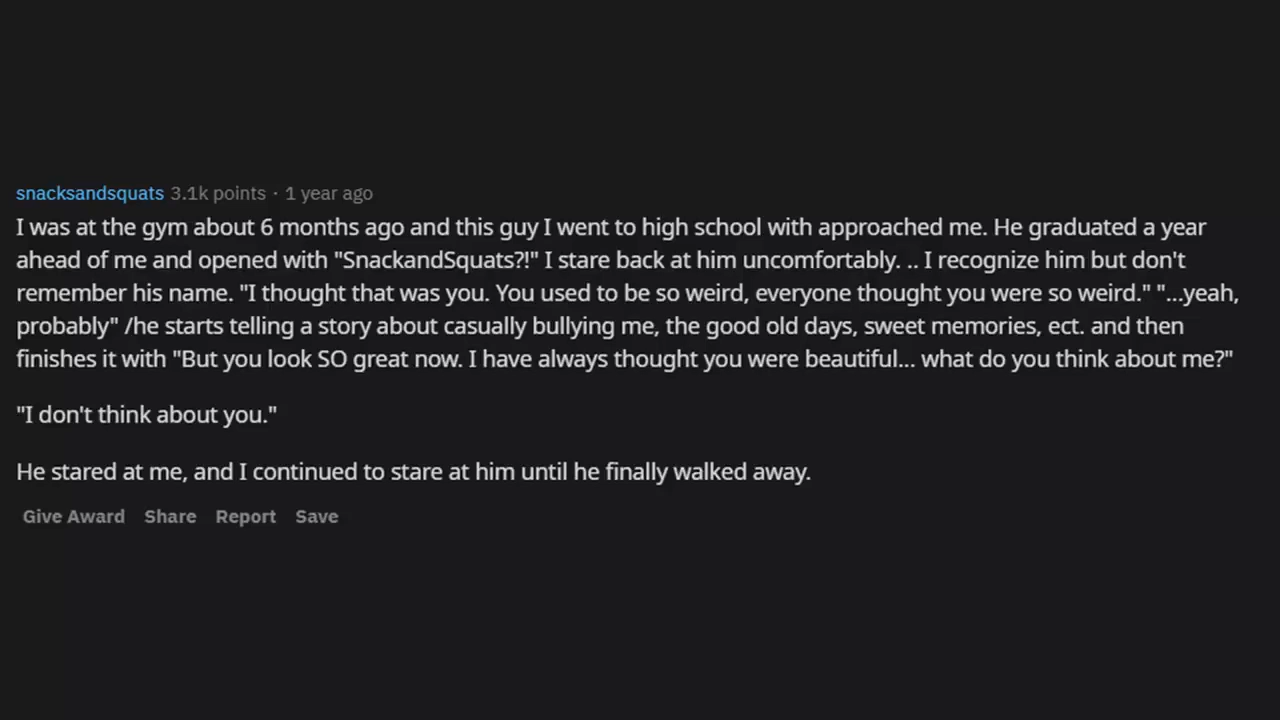 snacksandsquats 3.1k points · 1 year ago
I was at the gym about 6 months ago and this guy I went to high school with approached me. He graduated a year
ahead of me and opened with "SnackandSquats?!" I stare back at him uncomfortably. .. I recognize him but don't
remember his name. "I thought that was you. You used to be so weird, everyone thought you were so weird." "...yeah,
probably" /he starts telling a story about casually bullying me, the good old days, sweet memories, ect. and then
finishes it with "But you look SO great now. I have always thought you were beautiful... what do you think about me?"
"I don't think about you."
He stared at me, and I continued to stare at him until he finally walked away.
Give Award Share Report Save